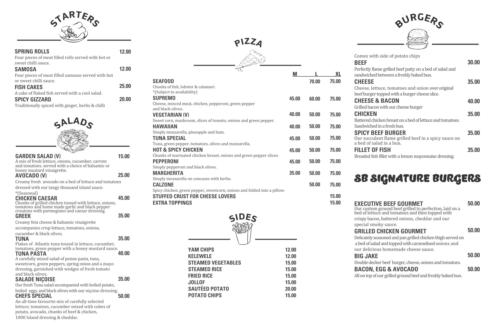 STARTERS
SPRING ROLLS 12.00
Four pieces of meat filled rolls served with hot or
sweet chilli sauce.
SAMOSA 12.00
Four pieces of meat filled samosas served with hot
or sweet chilli sauce
FISH CAKES 25.00
A cake of flaked fish served with a cool salad
SPICY GIZZARD 20.00
Traditionally spiced with ginger, herbs & chilli
SALADS
GARDEN SALAD (V) 15.00
A mix of fresh lettuce, onions, cucumber, carrots
and tomatoes, served with a choice of balsamic or
honey mustard vinaigrette.
AVOCADO (V) 25.00
Creamy fresh avocado on a bed of lettuce and tomatoes
dressed with our tangy thousand island sauce.
*(Seasonal)
CHICKEN CAESAR 45.00
Chunks of grilled chicken tossed with lettuce, onions,
tomatoes and home made garlic and black pepper
croutons with parmigiano and caesar dressing.
GREEK 35.00
Creamy feta cheese & balsamic vinegrette
accompanies crisp lettuce, tomatoes, onions,
cucumber & black olives.
TUNA 35.00
Flakes of Atlantic tuna tossed in lettuce, cucumber,
tomatoes, green pepper with a honey mustard sauce.
TUNA PASTA 40.00
A carefully mixed salad of penne pasta, tuna,
sweetcorn, green peppers, spring onion and a mayo
dressing, garnished with wedges of fresh tomato
and black olives.
SALADE NIÇOISE 35.00
Our fresh Tuna salad accompanied with boiled potato,
boiled eggs, and black olives with our niçoise dressing.
CHEFS SPECIAL 50.00
An all-time favourite mix of carefully selected
lettuce, tomatoes, cucumber mixed with cubes of
potato, avocado, chunks of beef & chicken,
1000 Island dressing & cheddar.
PIZZA
M L XL
SEAFOOD 70.00 75.00
Chunks of fish, lobster & calamari.
*(Subject to availability)
SUPREMO 45.00 60.00 75.00
Cheese, minced meat, chicken, pepperoni, green pepper
and black olives.
VEGETARIAN (V) 40.00 50.00 75.00
Sweet corn, mushroom, slices of tomato, onions and green pepper.
HAWAIIAN 40.00 50.00 75.00
Simply mozzarella, pineapple and ham.
TUNA SPECIAL 45.00 50.00 75.00
Tuna, green pepper, tomatoes, olives and mozzarella.
HOT & SPICY CHICKEN 45.00 50.00 75.00
Chunks of marinated chicken breast, onions and green pepper slices
PEPPERONI 45.00 50.00 75.00
Simply pepperoni and black olives.
MARGHERITA 35.00 50.00 75.00
Simply mozzarella on concasse with herbs.
CALZONE 50.00 75.00
Spicy chicken, green pepper, sweetcorn, onions and folded into a pillow.
STUFFED CRUST FOR CHEESE LOVERS 15.00
EXTRA TOPPINGS 15.00
SIDES
YAM CHIPS 12.00
KELEWELE 12.00
STEAMED VEGETABLES 15.00
STEAMED RICE 15.00
FRIED RICE 15.00
JOLLOF 15.00
SAUTÉED POTATO 20.00
POTATO CHIPS 15.00
BURGERS
Comes with side of potato chips
BEEF 30.00
Perfectly flame grilled beef patty on a bed of salad and
sandwiched between a freshly baked bun.
CHEESE 35.00
Cheese, lettuce, tomatoes and onion over original
beef burger topped with a burger cheese slice.
CHEESE & BACON 40.00
Grilled bacon with our cheese burger
CHICKEN 35.00
Battered chicken breast on a bed of lettuce and tomatoes.
Sandwiched in a fresh bun.
SPICY BEEF BURGER 35.00
Our succulent flame grilled beef in a spicy sauce on
a bed of salad in a bun.
FILLET OF FISH 35.00
Breaded fish fillet with a lemon mayonnaise dressing.
SB SIGNATURE BURGERS
EXECUTIVE BEEF GOURMET 50.00
Our custom ground beef grilled to perfection, laid on a
bed of lettuce and tomatoes and then topped with
crispy bacon, battered onions, cheddar and our
special smoky sauce.
GRILLED CHICKEN GOURMET 50.00
Delicately seasoned and pan grilled chicken thigh served on
a bed of salad and topped with caramelised onions, and
our delicious homemade cheese sauce.
BIG JAKE 50.00
Double-decker beef burger, cheese, onions and tomatoes.
BACON, EGG & AVOCADO 50.00
All on top of our grilled ground beef and freshly baked bun.